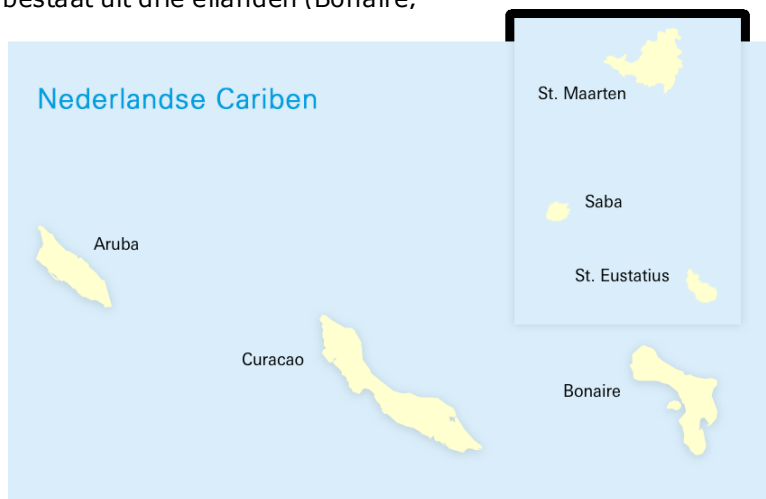 bestaat uit drie eilanden (Bonaire,
Nederlandse Cariben
St. Maarten
Saba
Aruba
St. Eustatius
Curacao
Bonaire